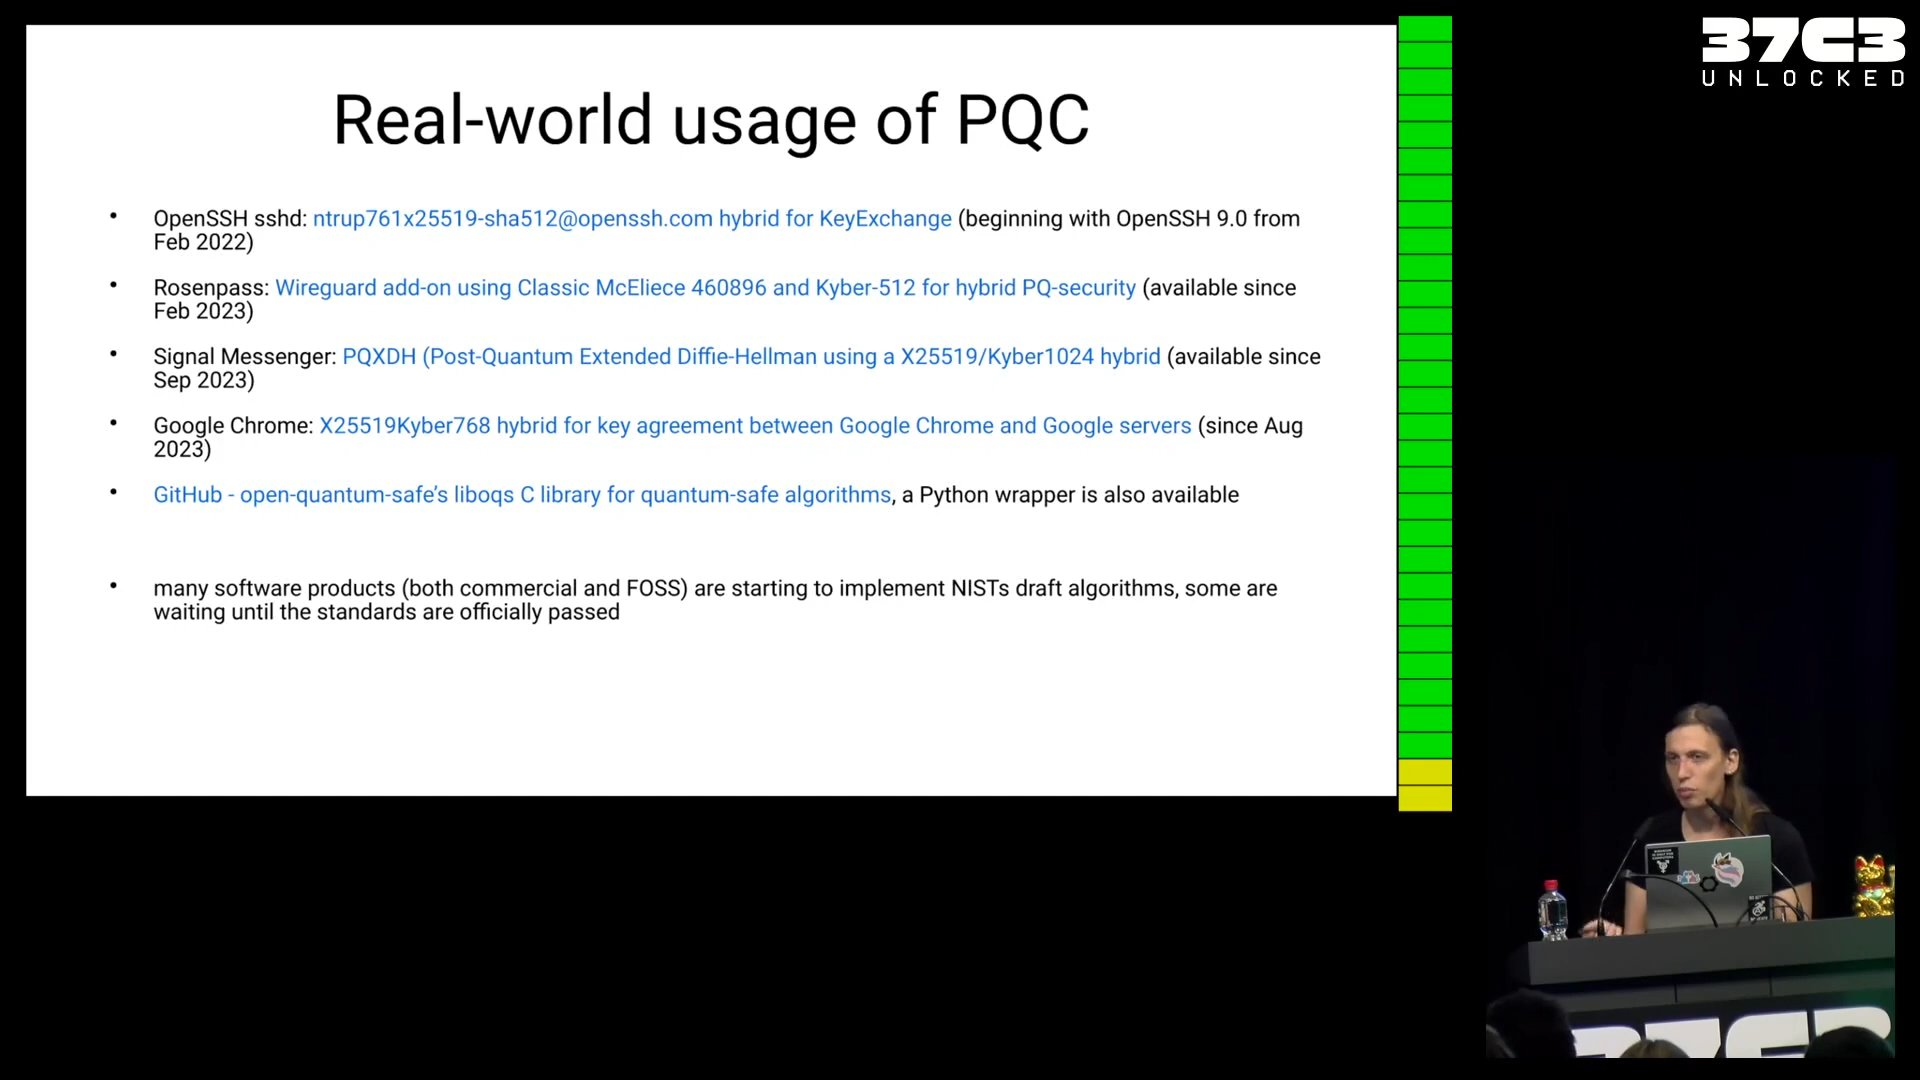 37C3
UNLOCKED
Real-world usage of PQC
• OpenSSH sshd: ntrup761x25519-sha512@openssh.com hybrid for KeyExchange (beginning with OpenSSH 9.0 from
Feb 2022)
• Rosenpass: Wireguard add-on using Classic McEliece 460896 and Kyber-512 for hybrid PQ-security (available since
Feb 2023)
• Signal Messenger: PQXDH (Post-Quantum Extended Diffie-Hellman using a X25519/Kyber1024 hybrid (available since
Sep 2023)
• Google Chrome: X25519Kyber768 hybrid for key agreement between Google Chrome and Google servers (since Aug
2023)
• GitHub - open-quantum-safe’s liboqs C library for quantum-safe algorithms, a Python wrapper is also available
• many software products (both commercial and FOSS) are starting to implement NISTs draft algorithms, some are
waiting until the standards are officially passed
37C3